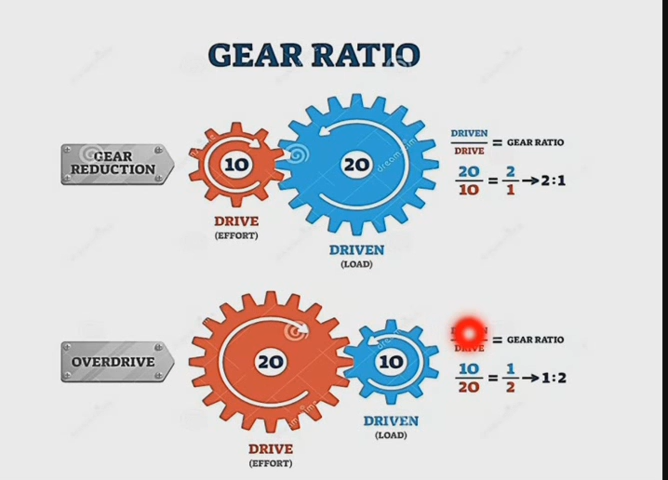 GEAR RATIO
GEAR
REDUCTION
10
20
DRIVE
(EFFORT)
DRIVEN
(LOAD)
DRIVEN
DRIVE
= GEAR RATIO
20
10
=
2
1
→2:1
OVERDRIVE
20
10
DRIVE
(EFFORT)
DRIVEN
(LOAD)
DRIVE
= GEAR RATIO
10
20
=
1
2
→1:2